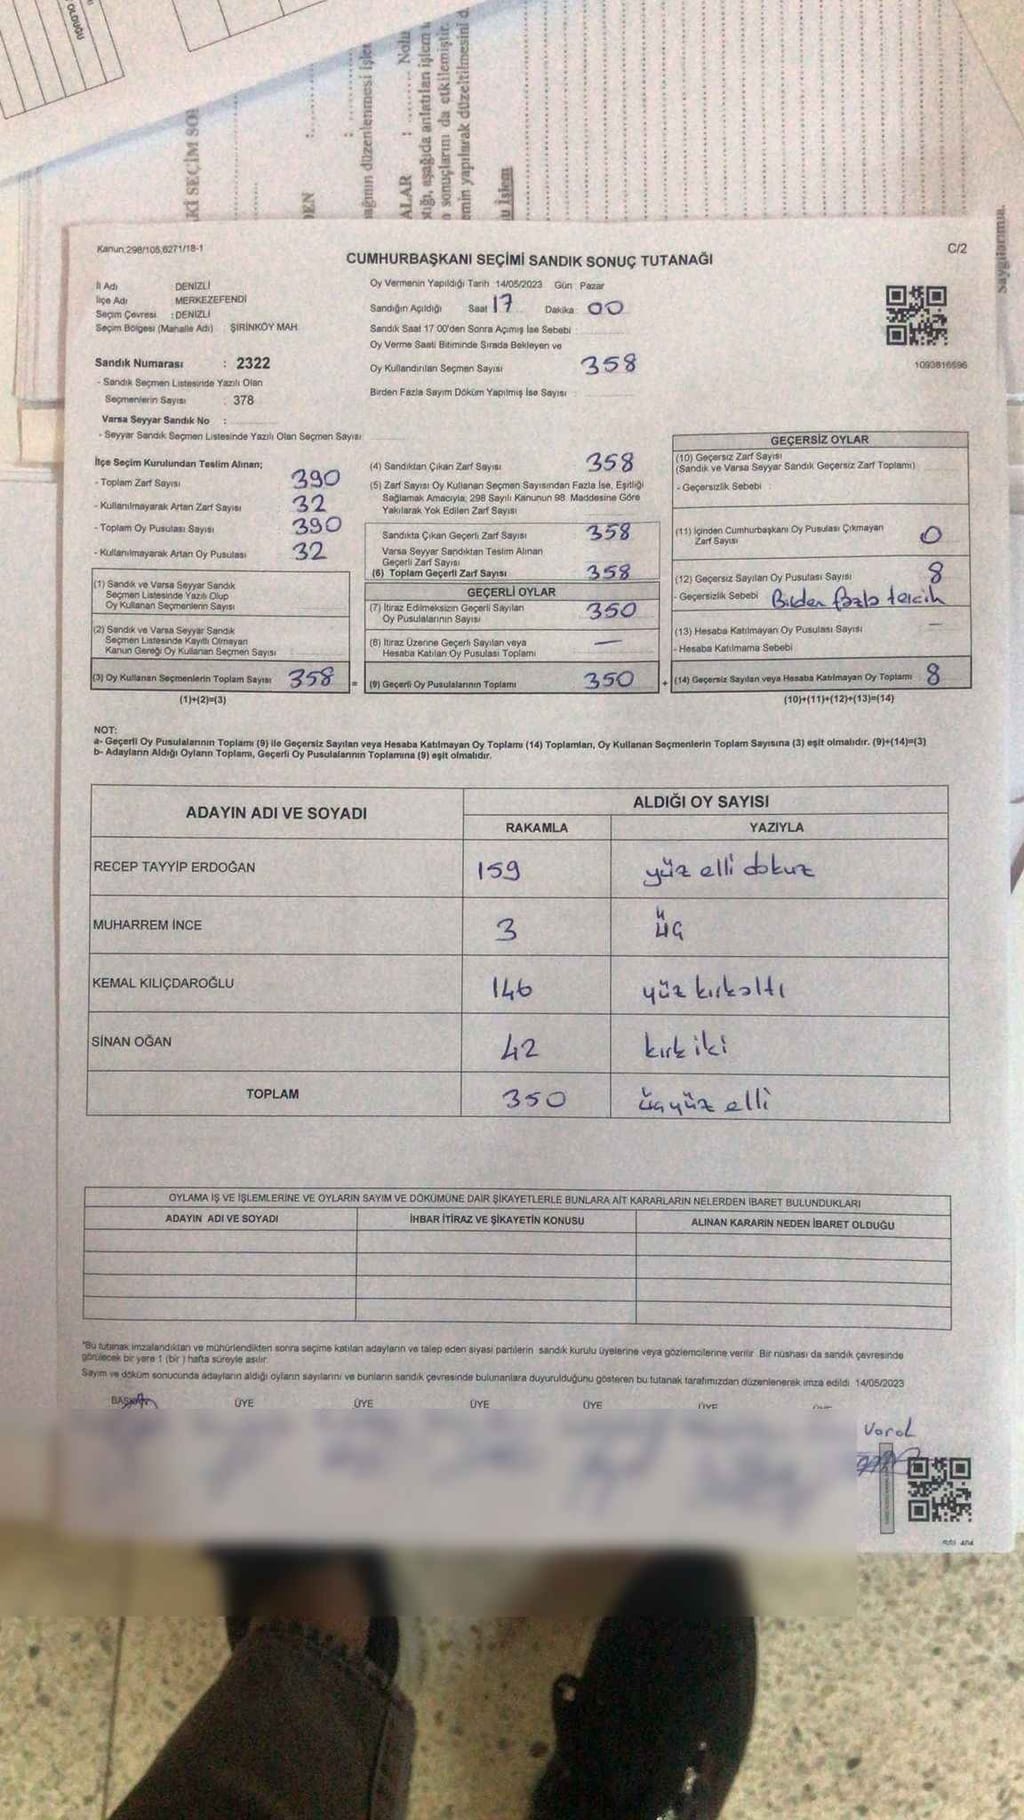 T OLDUĞU
İKİ SEÇİM SO
DEN
ağının düzenlenmesi işle
ALAR : ........ Nolu
tığı, aşağıda anlatılan işlem
sonuçlarını da etkilemiştir.
emin yapılarak düzeltilmesini d
u İşlem
Saygılarımla.
Kanun,298/105,6271/18-1
C/2
CUMHURBAŞKANI SEÇİMİ SANDIK SONUÇ TUTANAĞI
İl Adı DENİZLİ
İlçe Adı MERKEZEFENDİ
Seçim Çevresi : DENİZLİ
Seçim Bölgesi (Mahalle Adı) ŞİRİNKÖY MAH
Oy Vermenin Yapıldığı Tarih 14/05/2023 Gün Pazar
Sandığın Açıldığı Saat 17 Dakika 00
Sandık Saat 17 00'den Sonra Açımış İse Sebebi :
Oy Verme Saati Bitiminde Sırada Bekleyen ve
Oy Kullandırılan Seçmen Sayısı 358
Birden Fazla Sayım Döküm Yapılmış İse Sayısı :
1093816596
Sandık Numarası : 2322
- Sandık Seçmen Listesinde Yazılı Olan
Seçmenlerin Sayısı : 378
Varsa Seyyar Sandık No :
- Seyyar Sandık Seçmen Listesinde Yazılı Olan Seçmen Sayısı
İlçe Seçim Kurulundan Teslim Alınan;
- Toplam Zarf Sayısı 390
- Kullanılmayarak Artan Zarf Sayısı 32
- Toplam Oy Pusulası Sayısı 390
- Kullanılmayarak Artan Oy Pusulası 32
(1) Sandık ve Varsa Seyyar Sandık
Seçmen Listesinde Yazılı Olup
Oy Kullanan Seçmenlerin Sayısı
(2) Sandık ve Varsa Seyyar Sandık
Seçmen Listesinde Kayıtlı Olmayan
Kanun Gereği Oy Kullanan Seçmen Sayısı
(3) Oy Kullanan Seçmenlerin Toplam Sayısı 358 =
(1)+(2)=(3)
(4) Sandıktan Çıkan Zarf Sayısı 358
(5) Zarf Sayısı Oy Kullanan Seçmen Sayısından Fazla İse, Eşitliği
Sağlamak Amacıyla, 298 Sayılı Kanunun 98. Maddesine Göre
Yakılarak Yok Edilen Zarf Sayısı
Sandıkta Çıkan Geçerli Zarf Sayısı 358
Varsa Seyyar Sandıktan Teslim Alınan
Geçerli Zarf Sayısı
(6) Toplam Geçerli Zarf Sayısı 358
GEÇERLİ OYLAR
(7) İtiraz Edilmeksizin Geçerli Sayılan
Oy Pusulalarının Sayısı 350
(8) İtiraz Üzerine Geçerli Sayılan veya
Hesaba Katılan Oy Pusulası Toplamı —
(9) Geçerli Oy Pusulalarının Toplamı 350 +
GEÇERSİZ OYLAR
(10) Geçersiz Zarf Sayısı
(Sandık ve Varsa Seyyar Sandık Geçersiz Zarf Toplamı)
- Geçersizlik Sebebi :
(11) İçinden Cumhurbaşkanı Oy Pusulası Çıkmayan
Zarf Sayısı 0
(12) Geçersiz Sayılan Oy Pusulası Sayısı 8
- Geçersizlik Sebebi Birden fazla tercih
(13) Hesaba Katılmayan Oy Pusulası Sayısı —
- Hesaba Katılmama Sebebi
(14) Geçersiz Sayılan veya Hesaba Katılmayan Oy Toplamı 8
(10)+(11)+(12)+(13)=(14)
NOT:
a- Geçerli Oy Pusulalarının Toplamı (9) ile Geçersiz Sayılan veya Hesaba Katılmayan Oy Toplamı (14) Toplamları, Oy Kullanan Seçmenlerin Toplam Sayısına (3) eşit olmalıdır. (9)+(14)=(3)
b- Adayların Aldığı Oyların Toplamı, Geçerli Oy Pusulalarının Toplamına (9) eşit olmalıdır.
ADAYIN ADI VE SOYADI ALDIĞI OY SAYISI
RAKAMLA YAZIYLA
RECEP TAYYİP ERDOĞAN 159 yüz elli dokuz
MUHARREM İNCE 3 üç
KEMAL KILIÇDAROĞLU 146 yüz kırkaltı
SİNAN OĞAN 42 kırk iki
TOPLAM 350 üçyüz elli
OYLAMA İŞ VE İŞLEMLERİNE VE OYLARIN SAYIM VE DÖKÜMÜNE DAİR ŞİKAYETLERLE BUNLARA AİT KARARLARIN NELERDEN İBARET BULUNDUKLARI
ADAYIN ADI VE SOYADI İHBAR İTİRAZ VE ŞİKAYETİN KONUSU ALINAN KARARIN NEDEN İBARET OLDUĞU
*Bu tutanak imzalandıktan ve mühürlendikten sonra seçime katılan adayların ve talep eden siyasi partilerin sandık kurulu üyelerine veya gözlemcilerine verilir. Bir nüshası da sandık çevresinde
görülecek bir yere 1 (bir ) hafta süreyle asılır.
Sayım ve döküm sonucunda adayların aldığı oyların sayılarını ve bunların sandık çevresinde bulunanlara duyurulduğunu gösteren bu tutanak tarafımızdan düzenlenerek imza edildi. 14/05/2023
BAŞKAN ÜYE ÜYE ÜYE ÜYE ÜYE
Varol